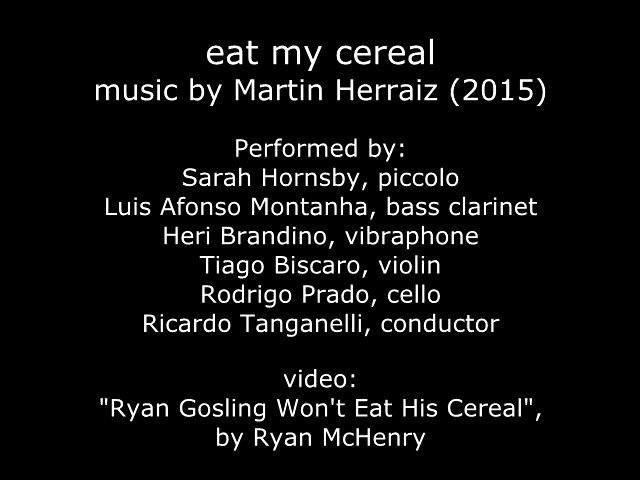 eat my cereal
music by Martin Herraiz (2015)
Performed by:
Sarah Hornsby, piccolo
Luis Afonso Montanha, bass clarinet
Heri Brandino, vibraphone
Tiago Biscaro, violin
Rodrigo Prado, cello
Ricardo Tanganelli, conductor
video:
"Ryan Gosling Won't Eat His Cereal",
by Ryan McHenry